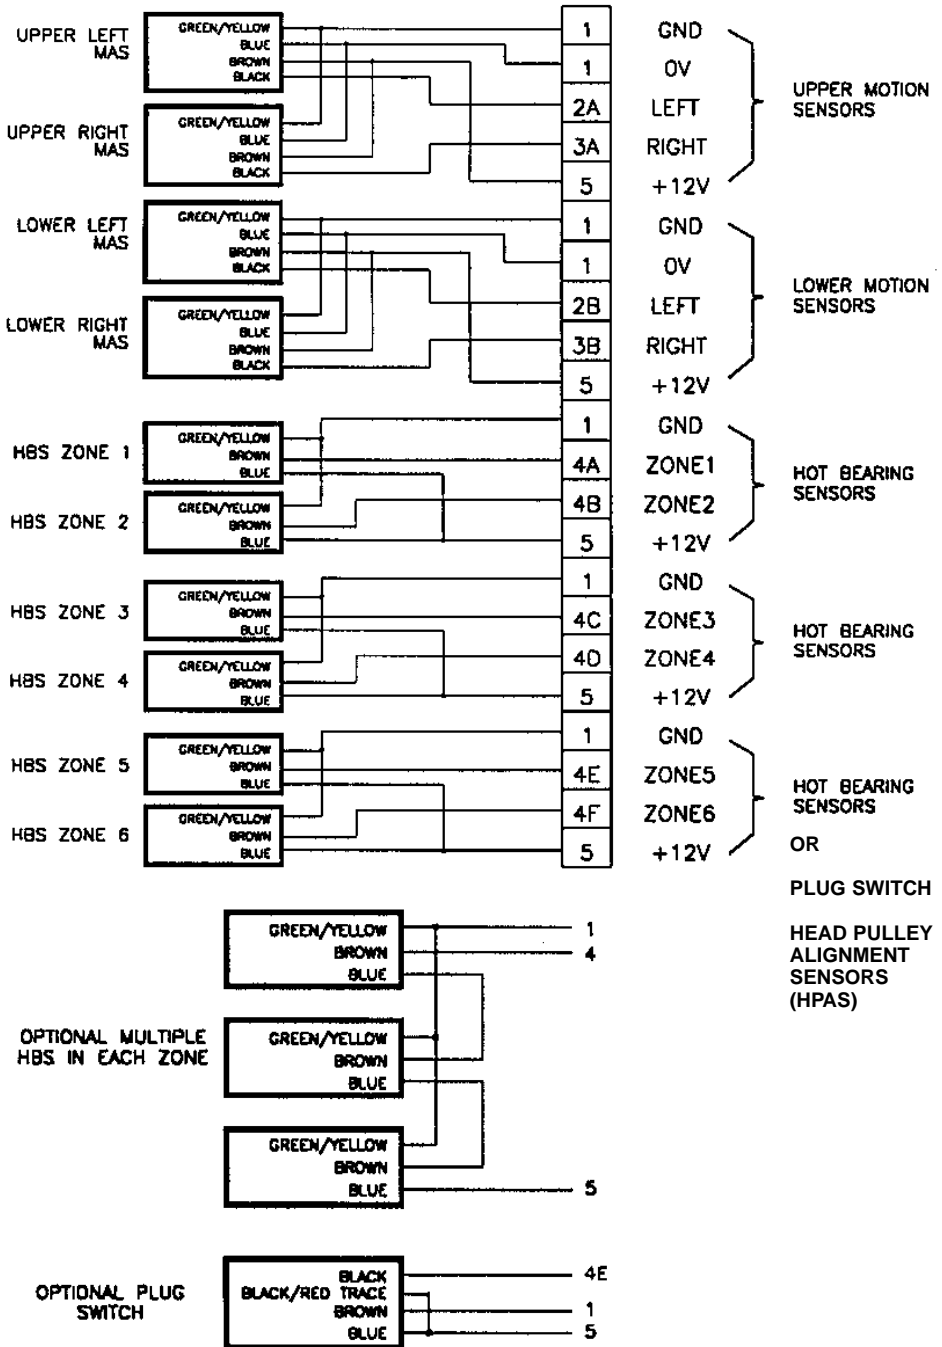 UPPER LEFT
MAS
GREEN/YELLOW
BLUE
BROWN
BLACK
UPPER RIGHT
MAS
GREEN/YELLOW
BLUE
BROWN
BLACK
1 GND
1 0V
2A LEFT
3A RIGHT
5 +12V
UPPER MOTION
SENSORS
LOWER LEFT
MAS
GREEN/YELLOW
BLUE
BROWN
BLACK
LOWER RIGHT
MAS
GREEN/YELLOW
BLUE
BROWN
BLACK
1 GND
1 0V
2B LEFT
3B RIGHT
5 +12V
LOWER MOTION
SENSORS
HBS ZONE 1
GREEN/YELLOW
BROWN
BLUE
HBS ZONE 2
GREEN/YELLOW
BROWN
BLUE
1 GND
4A ZONE1
4B ZONE2
5 +12V
HOT BEARING
SENSORS
HBS ZONE 3
GREEN/YELLOW
BROWN
BLUE
HBS ZONE 4
GREEN/YELLOW
BROWN
BLUE
1 GND
4C ZONE3
4D ZONE4
5 +12V
HOT BEARING
SENSORS
HBS ZONE 5
GREEN/YELLOW
BROWN
BLUE
HBS ZONE 6
GREEN/YELLOW
BROWN
BLUE
1 GND
4E ZONE5
4F ZONE6
5 +12V
HOT BEARING
SENSORS
OR
PLUG SWITCH
HEAD PULLEY
ALIGNMENT
SENSORS
(HPAS)
OPTIONAL MULTIPLE
HBS IN EACH ZONE
GREEN/YELLOW 1
BROWN 4
BLUE
GREEN/YELLOW
BROWN
BLUE
GREEN/YELLOW
BROWN
BLUE 5
OPTIONAL PLUG
SWITCH
BLACK 4E
BLACK/RED TRACE
BROWN 1
BLUE 5